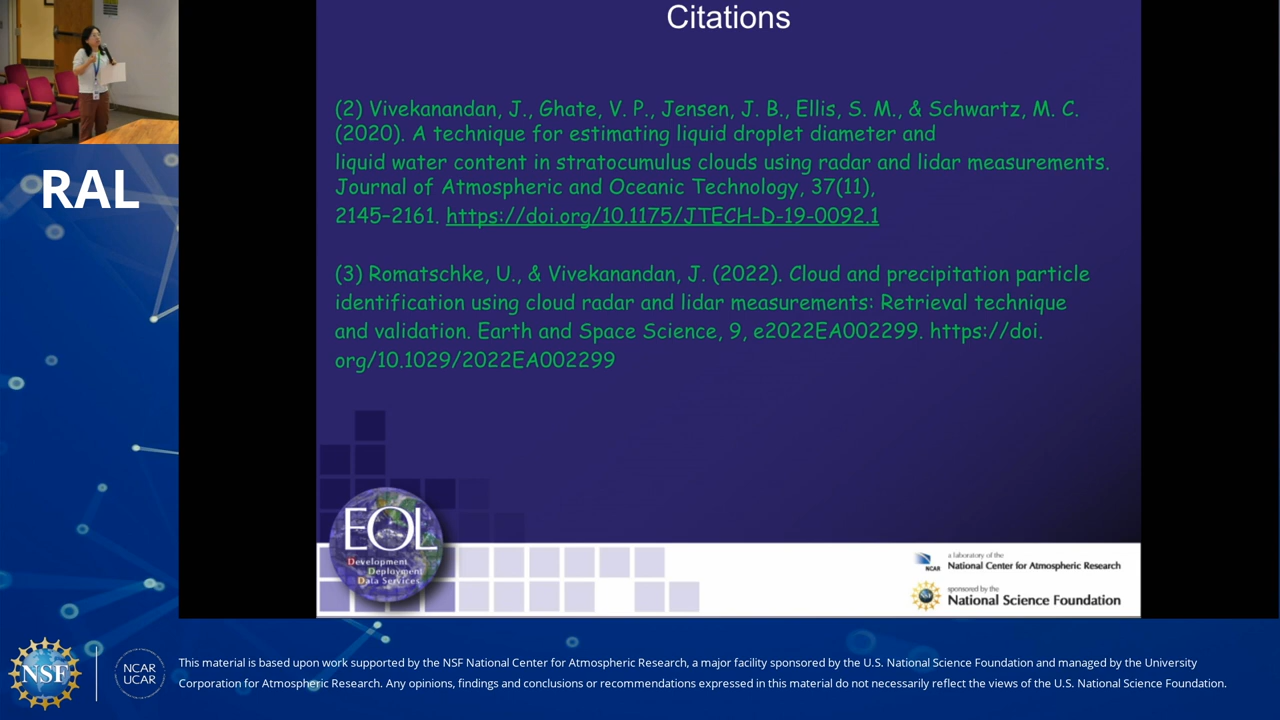 Citations
(2) Vivekanandan, J., Ghate, V. P., Jensen, J. B., Ellis, S. M., & Schwartz, M. C.
(2020). A technique for estimating liquid droplet diameter and
liquid water content in stratocumulus clouds using radar and lidar measurements.
Journal of Atmospheric and Oceanic Technology, 37(11),
2145–2161. https://doi.org/10.1175/JTECH-D-19-0092.1
(3) Romatschke, U., & Vivekanandan, J. (2022). Cloud and precipitation particle
identification using cloud radar and lidar measurements: Retrieval technique
and validation. Earth and Space Science, 9, e2022EA002299. https://doi.
org/10.1029/2022EA002299
RAL
EOL
Development
Deployment
Data Services
NCAR
a laboratory of the
National Center for Atmospheric Research
sponsored by the
National Science Foundation
NSF
NCAR
UCAR
This material is based upon work supported by the NSF National Center for Atmospheric Research, a major facility sponsored by the U.S. National Science Foundation and managed by the University
Corporation for Atmospheric Research. Any opinions, findings and conclusions or recommendations expressed in this material do not necessarily reflect the views of the U.S. National Science Foundation.